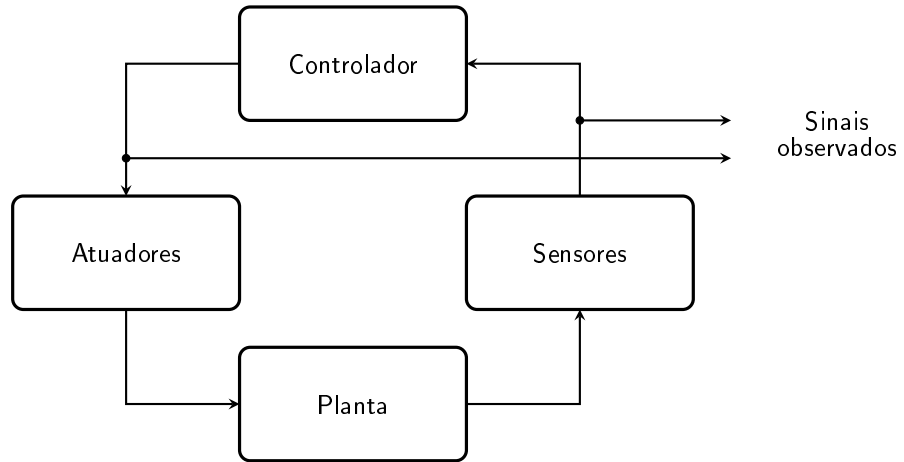 Controlador
Sinais
observados
Atuadores
Sensores
Planta